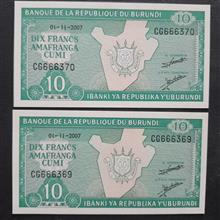 BANQUE DE LA REPUBLIQUE DU BURUNDI
10
01-11-2007
10
DIX FRANCS
AMAFRANGA
CUMI
CG666370
CG666370
10
IBANKI YA REPUBLIKA Y'UBURUNDI
BANQUE DE LA REPUBLIQUE DU BURUNDI
10
01-11-2007
10
DIX FRANCS
AMAFRANGA
CUMI
CG666369
CG666369
10
IBANKI YA REPUBLIKA Y'UBURUNDI